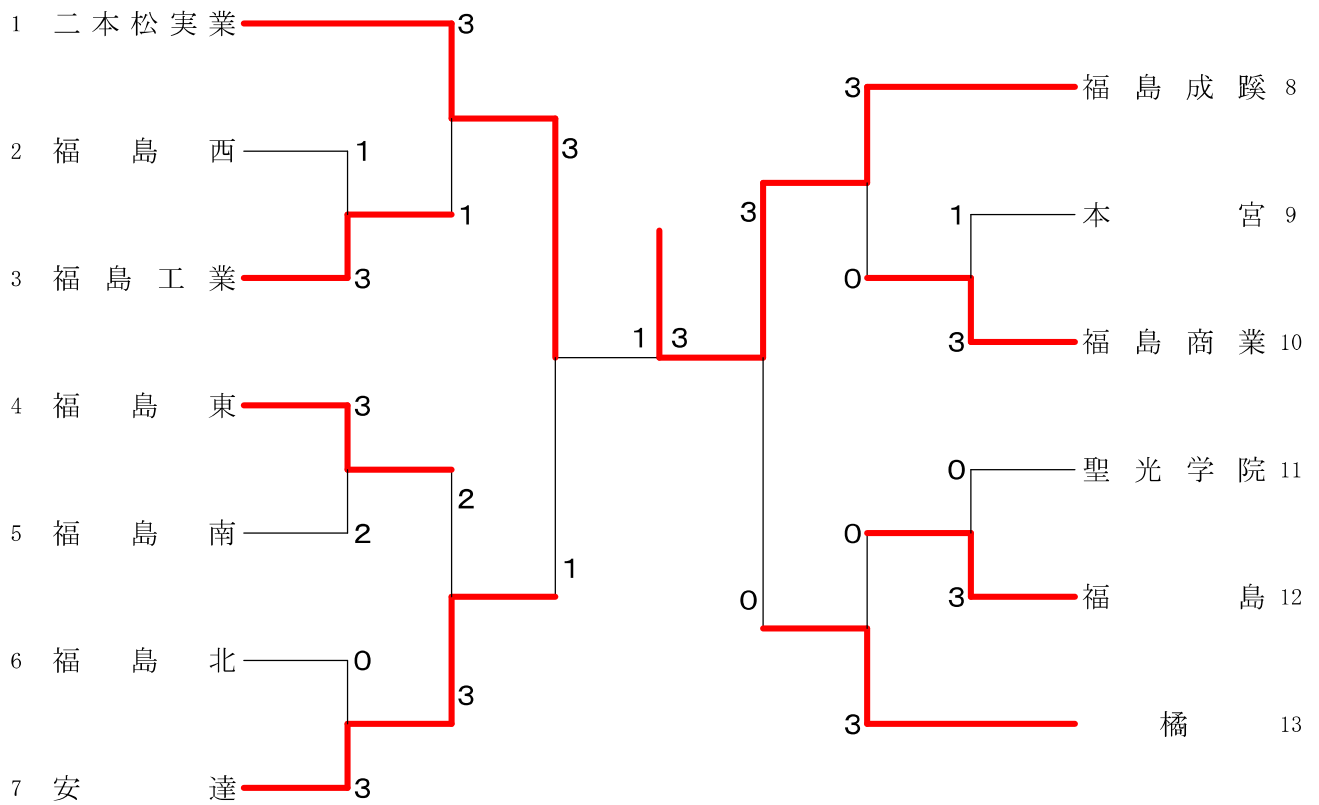 1 二本松実業 3
3 福島成蹊 8
2 福島西 1
3
3
1 本宮 9
1
3 福島工業 3
0
1 3
3 福島商業 10
4 福島東 3
0 聖光学院 11
2
5 福島南 2
0
1
0
3 福島 12
6 福島北 0
3
3 橘 13
7 安達 3